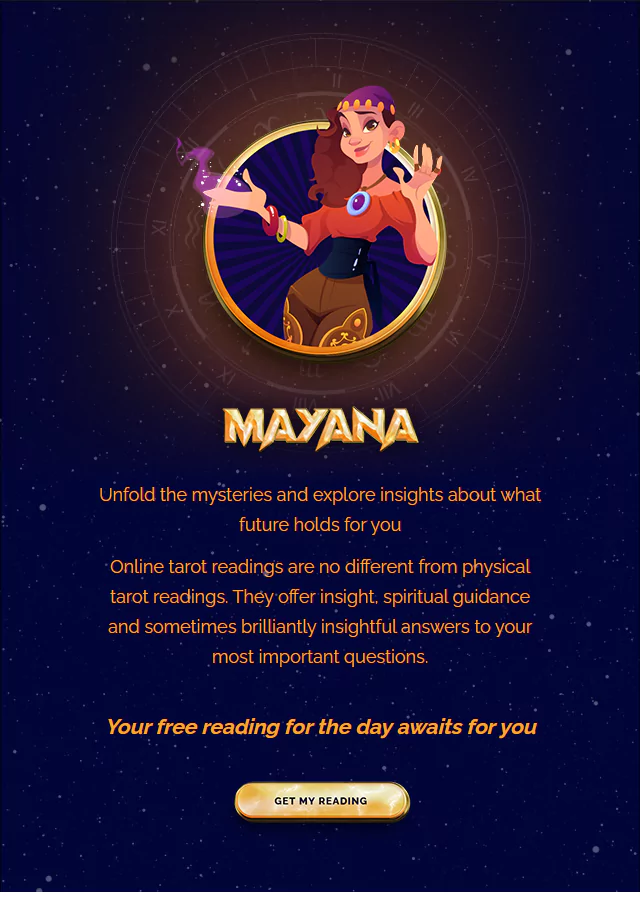 MAYANA
Unfold the mysteries and explore insights about what
future holds for you
Online tarot readings are no different from physical
tarot readings. They offer insight, spiritual guidance
and sometimes brilliantly insightful answers to your
most important questions.
Your free reading for the day awaits for you
GET MY READING